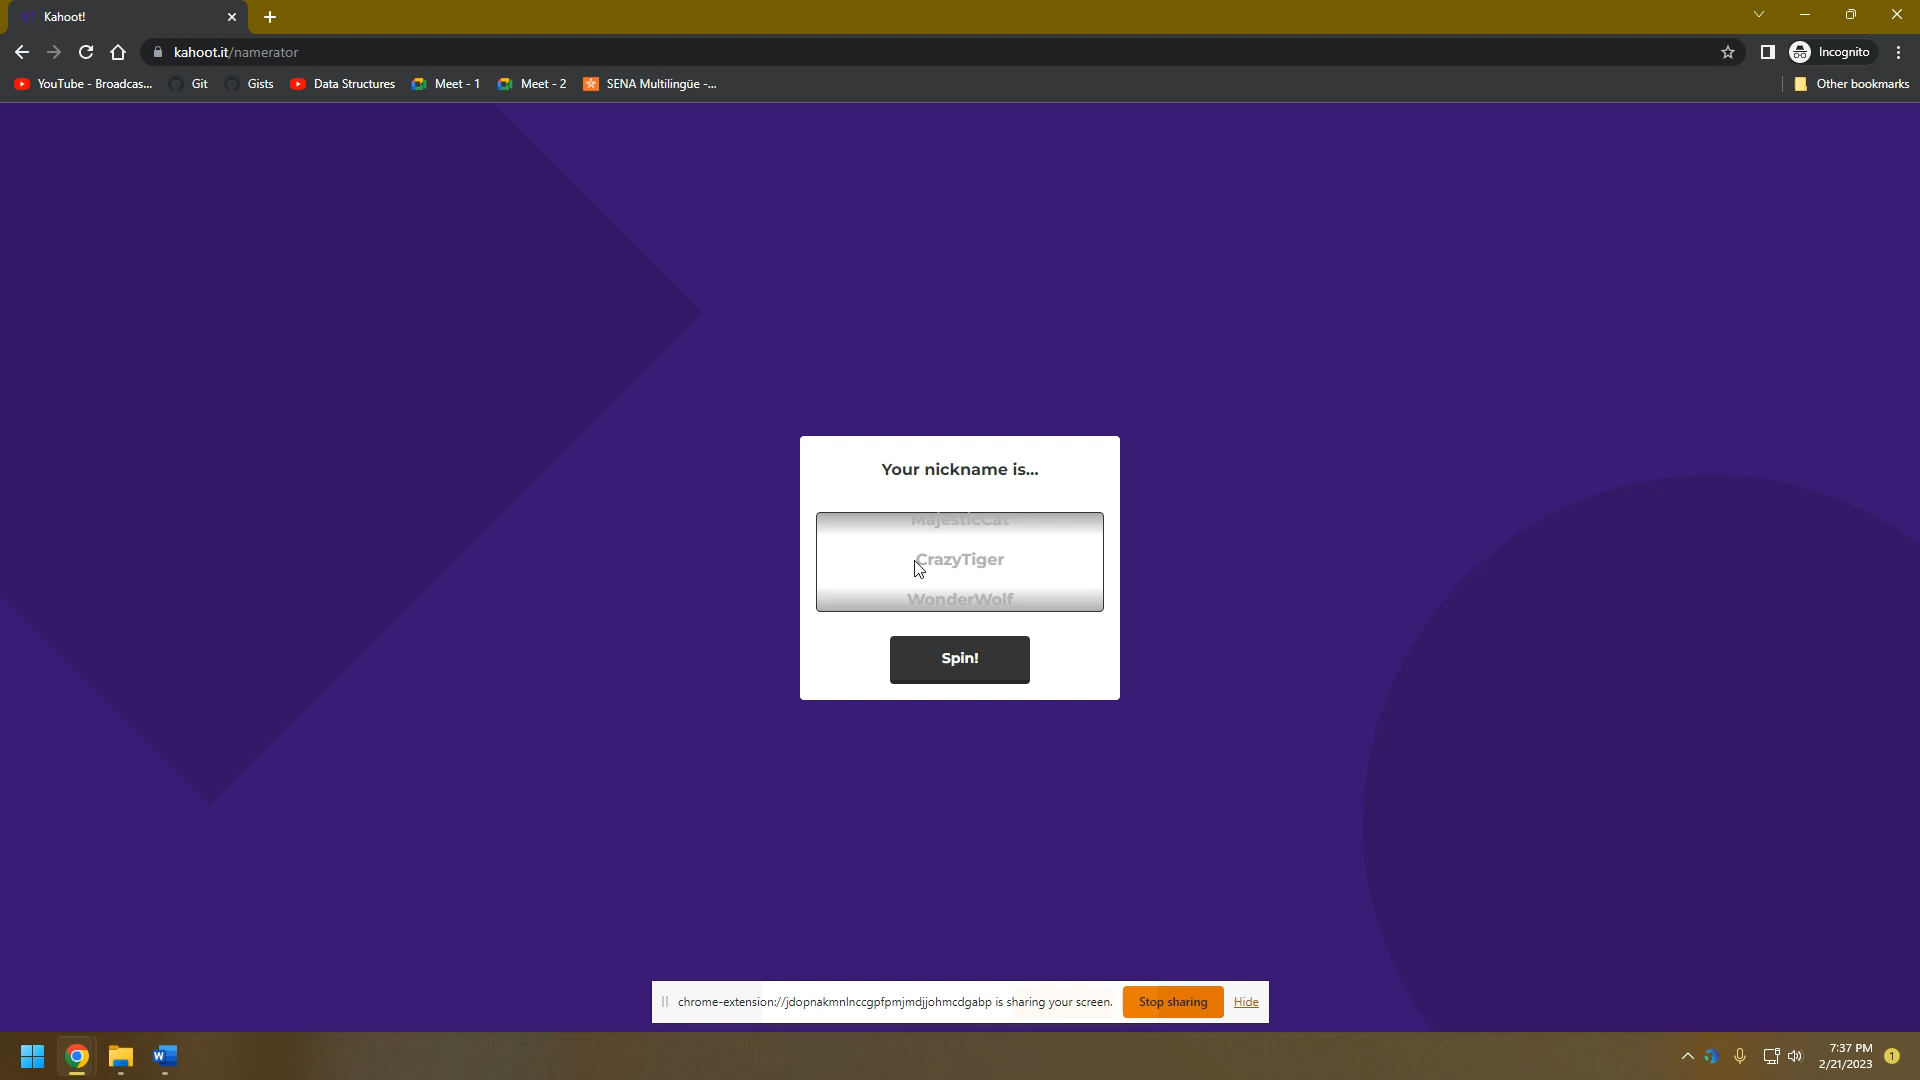 Kahoot!
kahoot.it/namerator
Incognito
YouTube - Broadcas... Git Gists Data Structures Meet - 1 Meet - 2 SENA Multilingüe -... Other bookmarks
Your nickname is...
MajesticCat
CrazyTiger
WonderWolf
Spin!
chrome-extension://jdopnakmnlnccgpfpmjmdjjohmcdgabp is sharing your screen. Stop sharing Hide
7:37 PM
2/21/2023
1